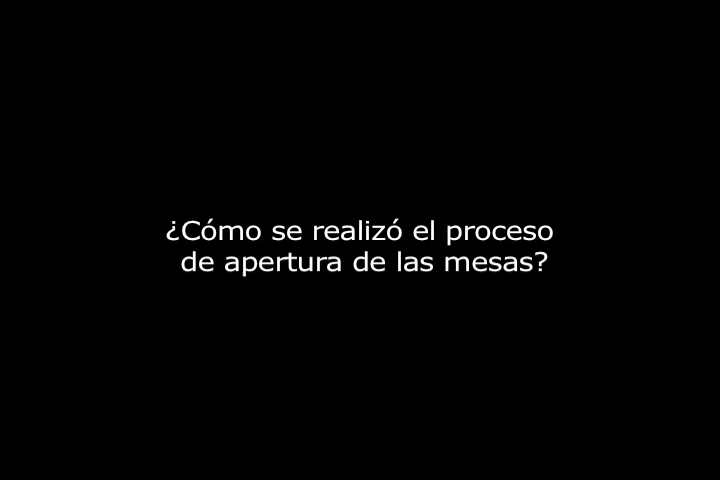 ¿Cómo se realizó el proceso
de apertura de las mesas?